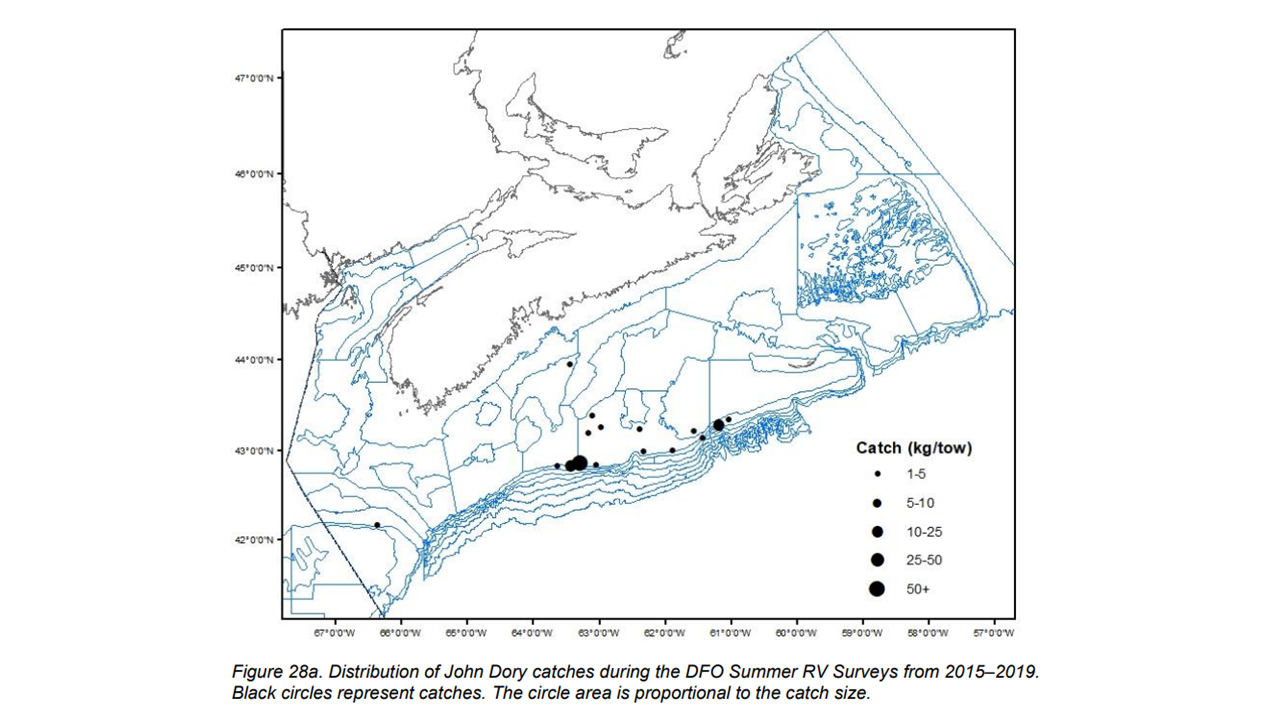 47°0'0"N
46°0'0"N
45°0'0"N
44°0'0"N
43°0'0"N
42°0'0"N
Catch (kg/tow)
1-5
5-10
10-25
25-50
50+
67°0'0"W 66°0'0"W 65°0'0"W 64°0'0"W 63°0'0"W 62°0'0"W 61°0'0"W 60°0'0"W 59°0'0"W 58°0'0"W 57°0'0"W
Figure 28a. Distribution of John Dory catches during the DFO Summer RV Surveys from 2015–2019.
Black circles represent catches. The circle area is proportional to the catch size.